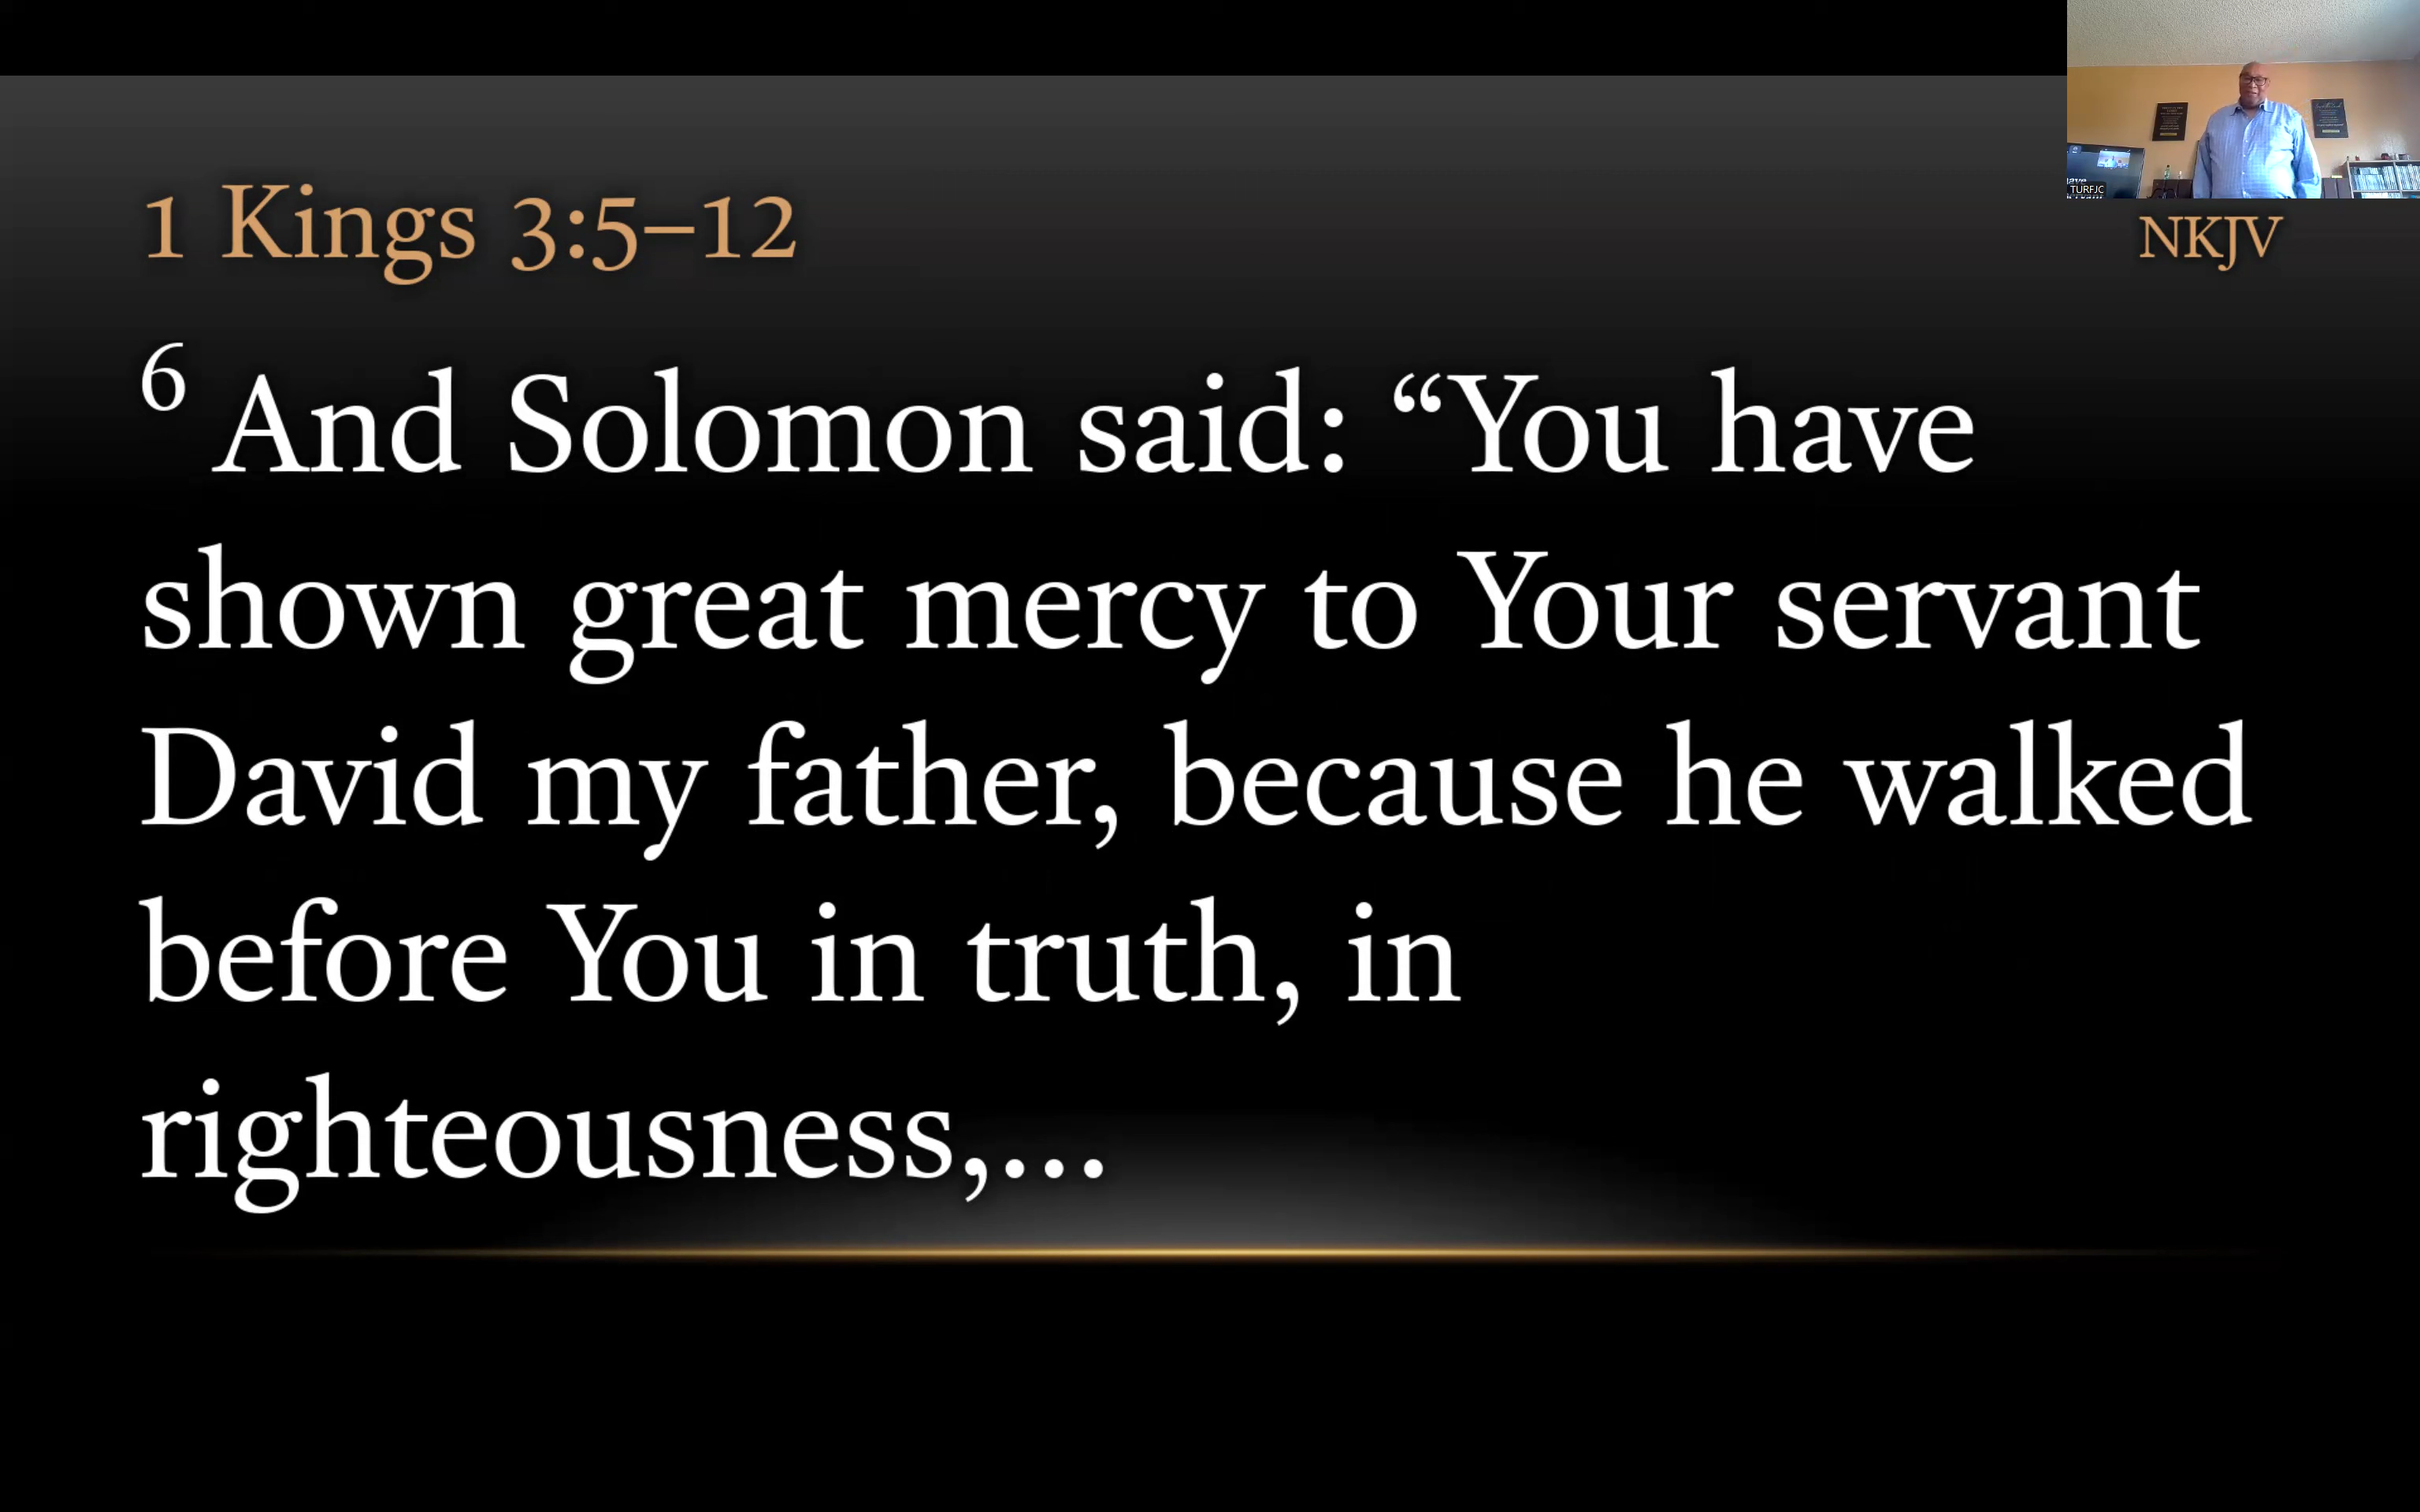 1 Kings 3:5–12
NKJV
6 And Solomon said: “You have
shown great mercy to Your servant
David my father, because he walked
before You in truth, in
righteousness,...
TURFJC